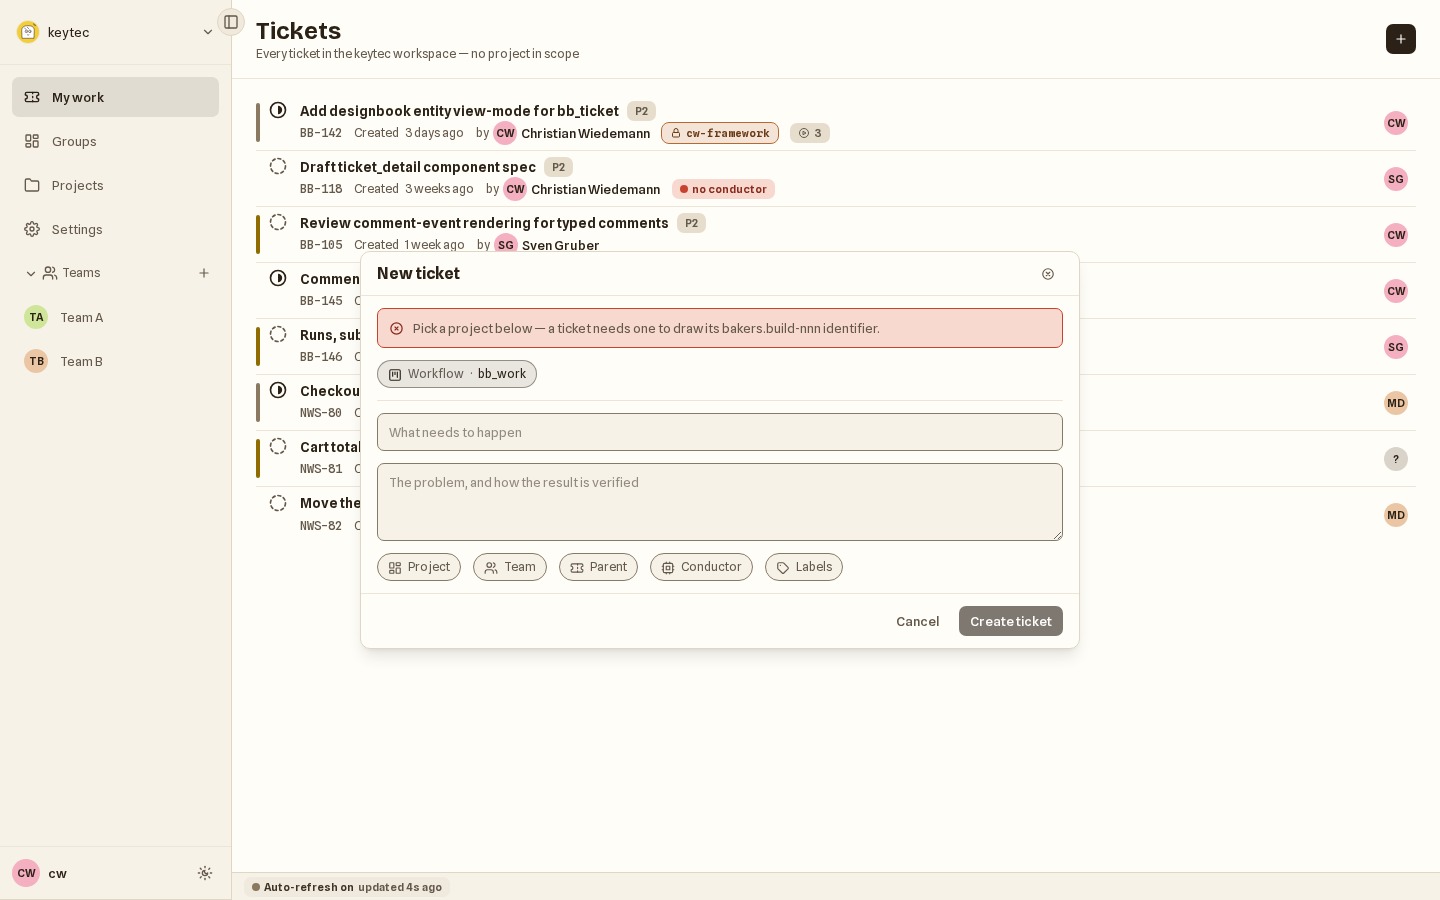 keytec
Tickets
Every ticket in the keytec workspace — no project in scope
My work
Groups
Projects
Settings
Teams
TA Team A
TB Team B
Add designbook entity view-mode for bb_ticket P2
BB-142 Created 3 days ago by CW Christian Wiedemann cw-framework 3
CW
Draft ticket_detail component spec P2
BB-118 Created 3 weeks ago by CW Christian Wiedemann no conductor
SG
Review comment-event rendering for typed comments P2
BB-105 Created 1 week ago by SG Sven Gruber
CW
Commen
BB-145 C
CW
Runs, sub
BB-146 C
SG
Checkou
NWS-80 C
MD
Cart total
NWS-81 C
?
Move the
NWS-82 C
MD
New ticket
Pick a project below — a ticket needs one to draw its bakers.build-nnn identifier.
Workflow · bb_work
What needs to happen
The problem, and how the result is verified
Project Team Parent Conductor Labels
Cancel Create ticket
CW cw
Auto-refresh on updated 4s ago